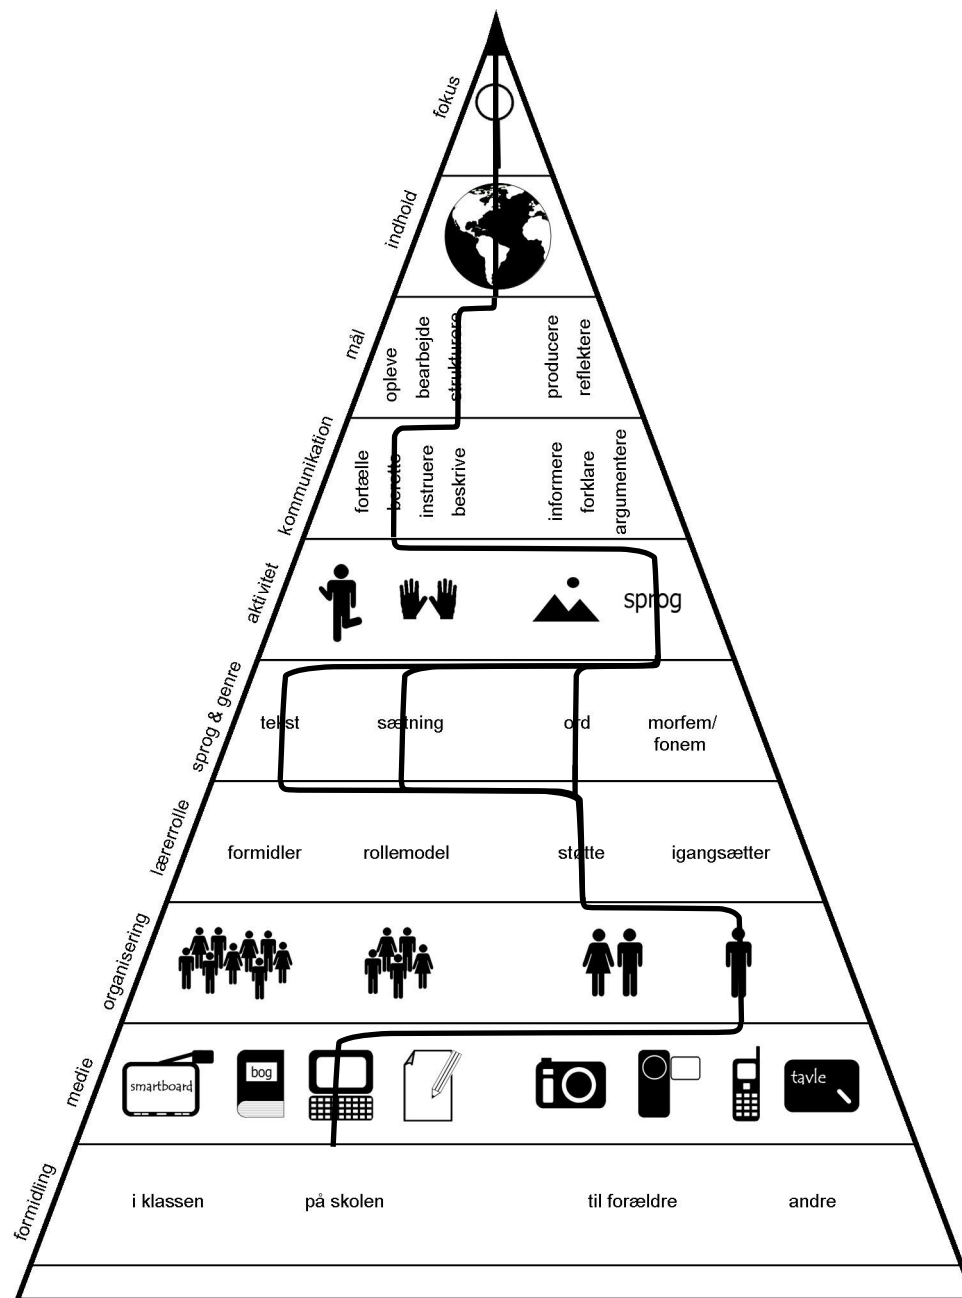 fokus
indhold
mål
opleve
bearbejde
strukturere
producere
reflektere
kommunikation
fortælle
berette
instruere
beskrive
informere
forklare
argumentere
aktivitet
sprog
sprog & genre
tekst
sætning
ord
morfem/
fonem
lærerrolle
formidler
rollemodel
støtte
igangsætter
organisering
medie
smartboard
bog
tavle
formidling
i klassen
på skolen
til forældre
andre